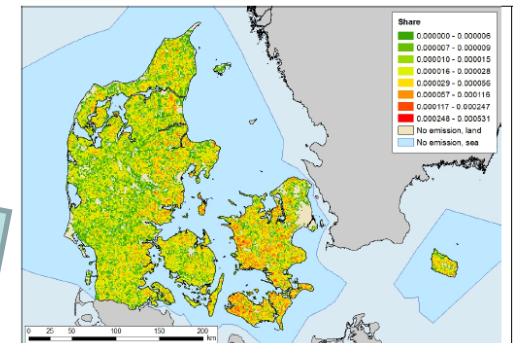 Share
0.000000 - 0.000006
0.000007 - 0.000009
0.000010 - 0.000015
0.000016 - 0.000028
0.000029 - 0.000056
0.000057 - 0.000116
0.000117 - 0.000247
0.000248 - 0.000531
No emission, land
No emission, sea
0 25 50 100 150 200
km